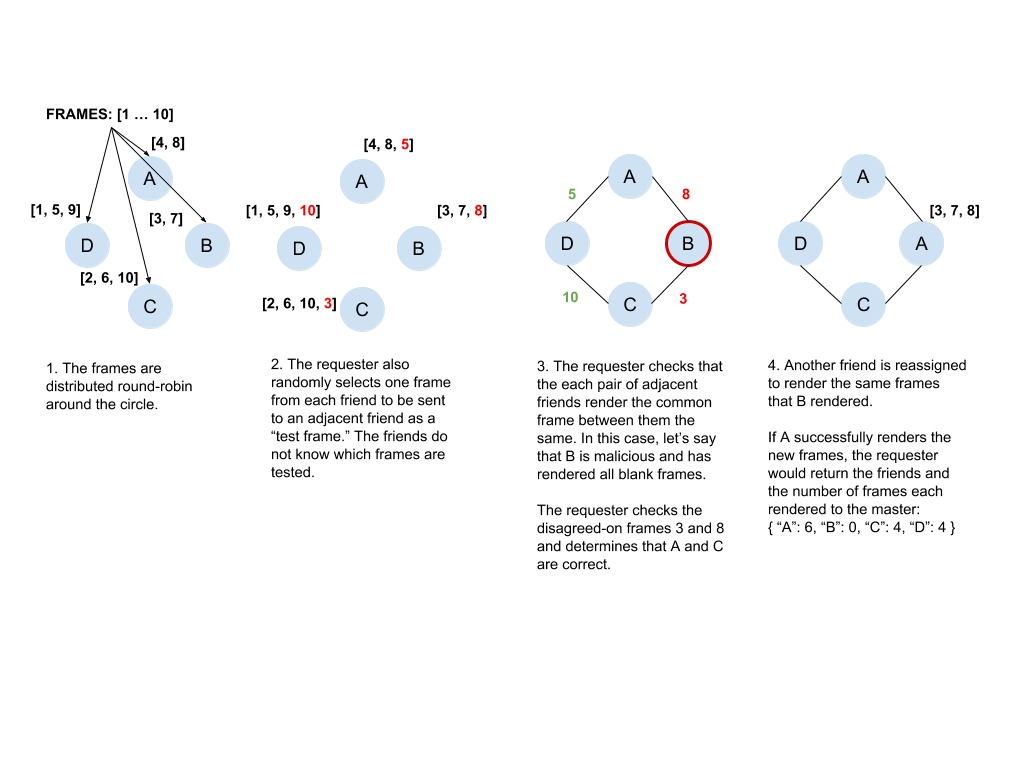 FRAMES: [1 … 10]
[4, 8]
A
[1, 5, 9]
[3, 7]
D
B
[2, 6, 10]
C
1. The frames are
distributed round-robin
around the circle.
[4, 8, 5]
A
[1, 5, 9, 10]
[3, 7, 8]
D
B
[2, 6, 10, 3]
C
2. The requester also
randomly selects one frame
from each friend to be sent
to an adjacent friend as a
“test frame.” The friends do
not know which frames are
tested.
A
5
8
D
B
10
3
C
3. The requester checks that
the each pair of adjacent
friends render the common
frame between them the
same. In this case, let’s say
that B is malicious and has
rendered all blank frames.
The requester checks the
disagreed-on frames 3 and 8
and determines that A and C
are correct.
A
[3, 7, 8]
D
A
C
4. Another friend is reassigned
to render the same frames
that B rendered.
If A successfully renders the
new frames, the requester
would return the friends and
the number of frames each
rendered to the master:
{ “A”: 6, “B”: 0, “C”: 4, “D”: 4 }